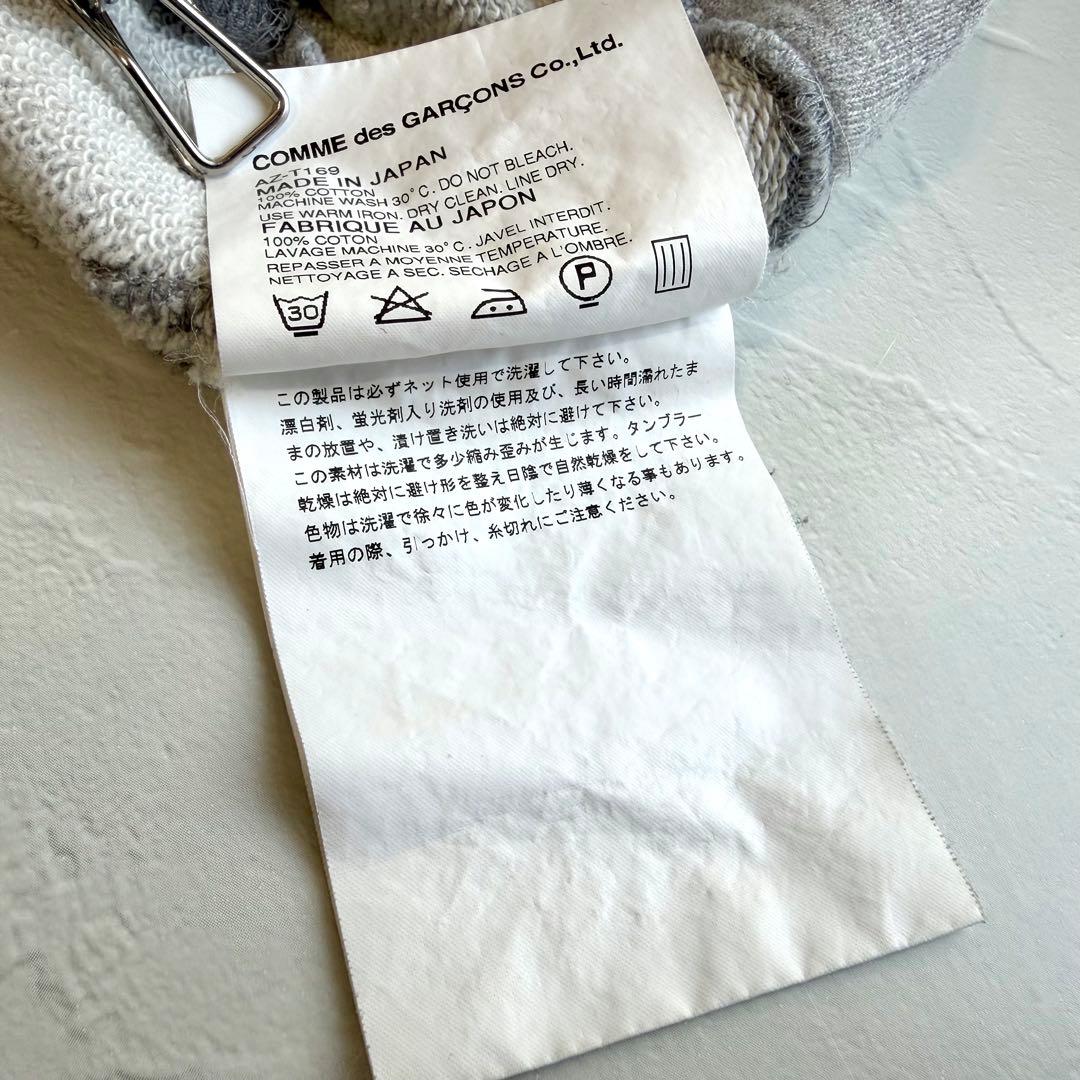 COMME des GARÇONS Co.,Ltd.
AZ-T169
MADE IN JAPAN
100% COTTON
MACHINE WASH 30°C. DO NOT BLEACH.
USE WARM IRON. DRY CLEAN. LINE DRY.
FABRIQUE AU JAPON
100% COTON
LAVAGE MACHINE 30°C. JAVEL INTERDIT.
REPASSER A MOYENNE TEMPERATURE.
NETTOYAGE A SEC. SECHAGE A L'OMBRE.
30 P
この製品は必ずネット使用で洗濯して下さい。
漂白剤、蛍光剤入り洗剤の使用及び、長い時間濡れたま
まの放置や、漬け置き洗いは絶対に避けて下さい。
この素材は洗濯で多少縮み歪みが生じます。タンブラー
乾燥は絶対に避け形を整え日陰で自然乾燥をして下さい。
色物は洗濯で徐々に色が変化したり薄くなる事もあります。
着用の際、引っかけ、糸切れにご注意ください。